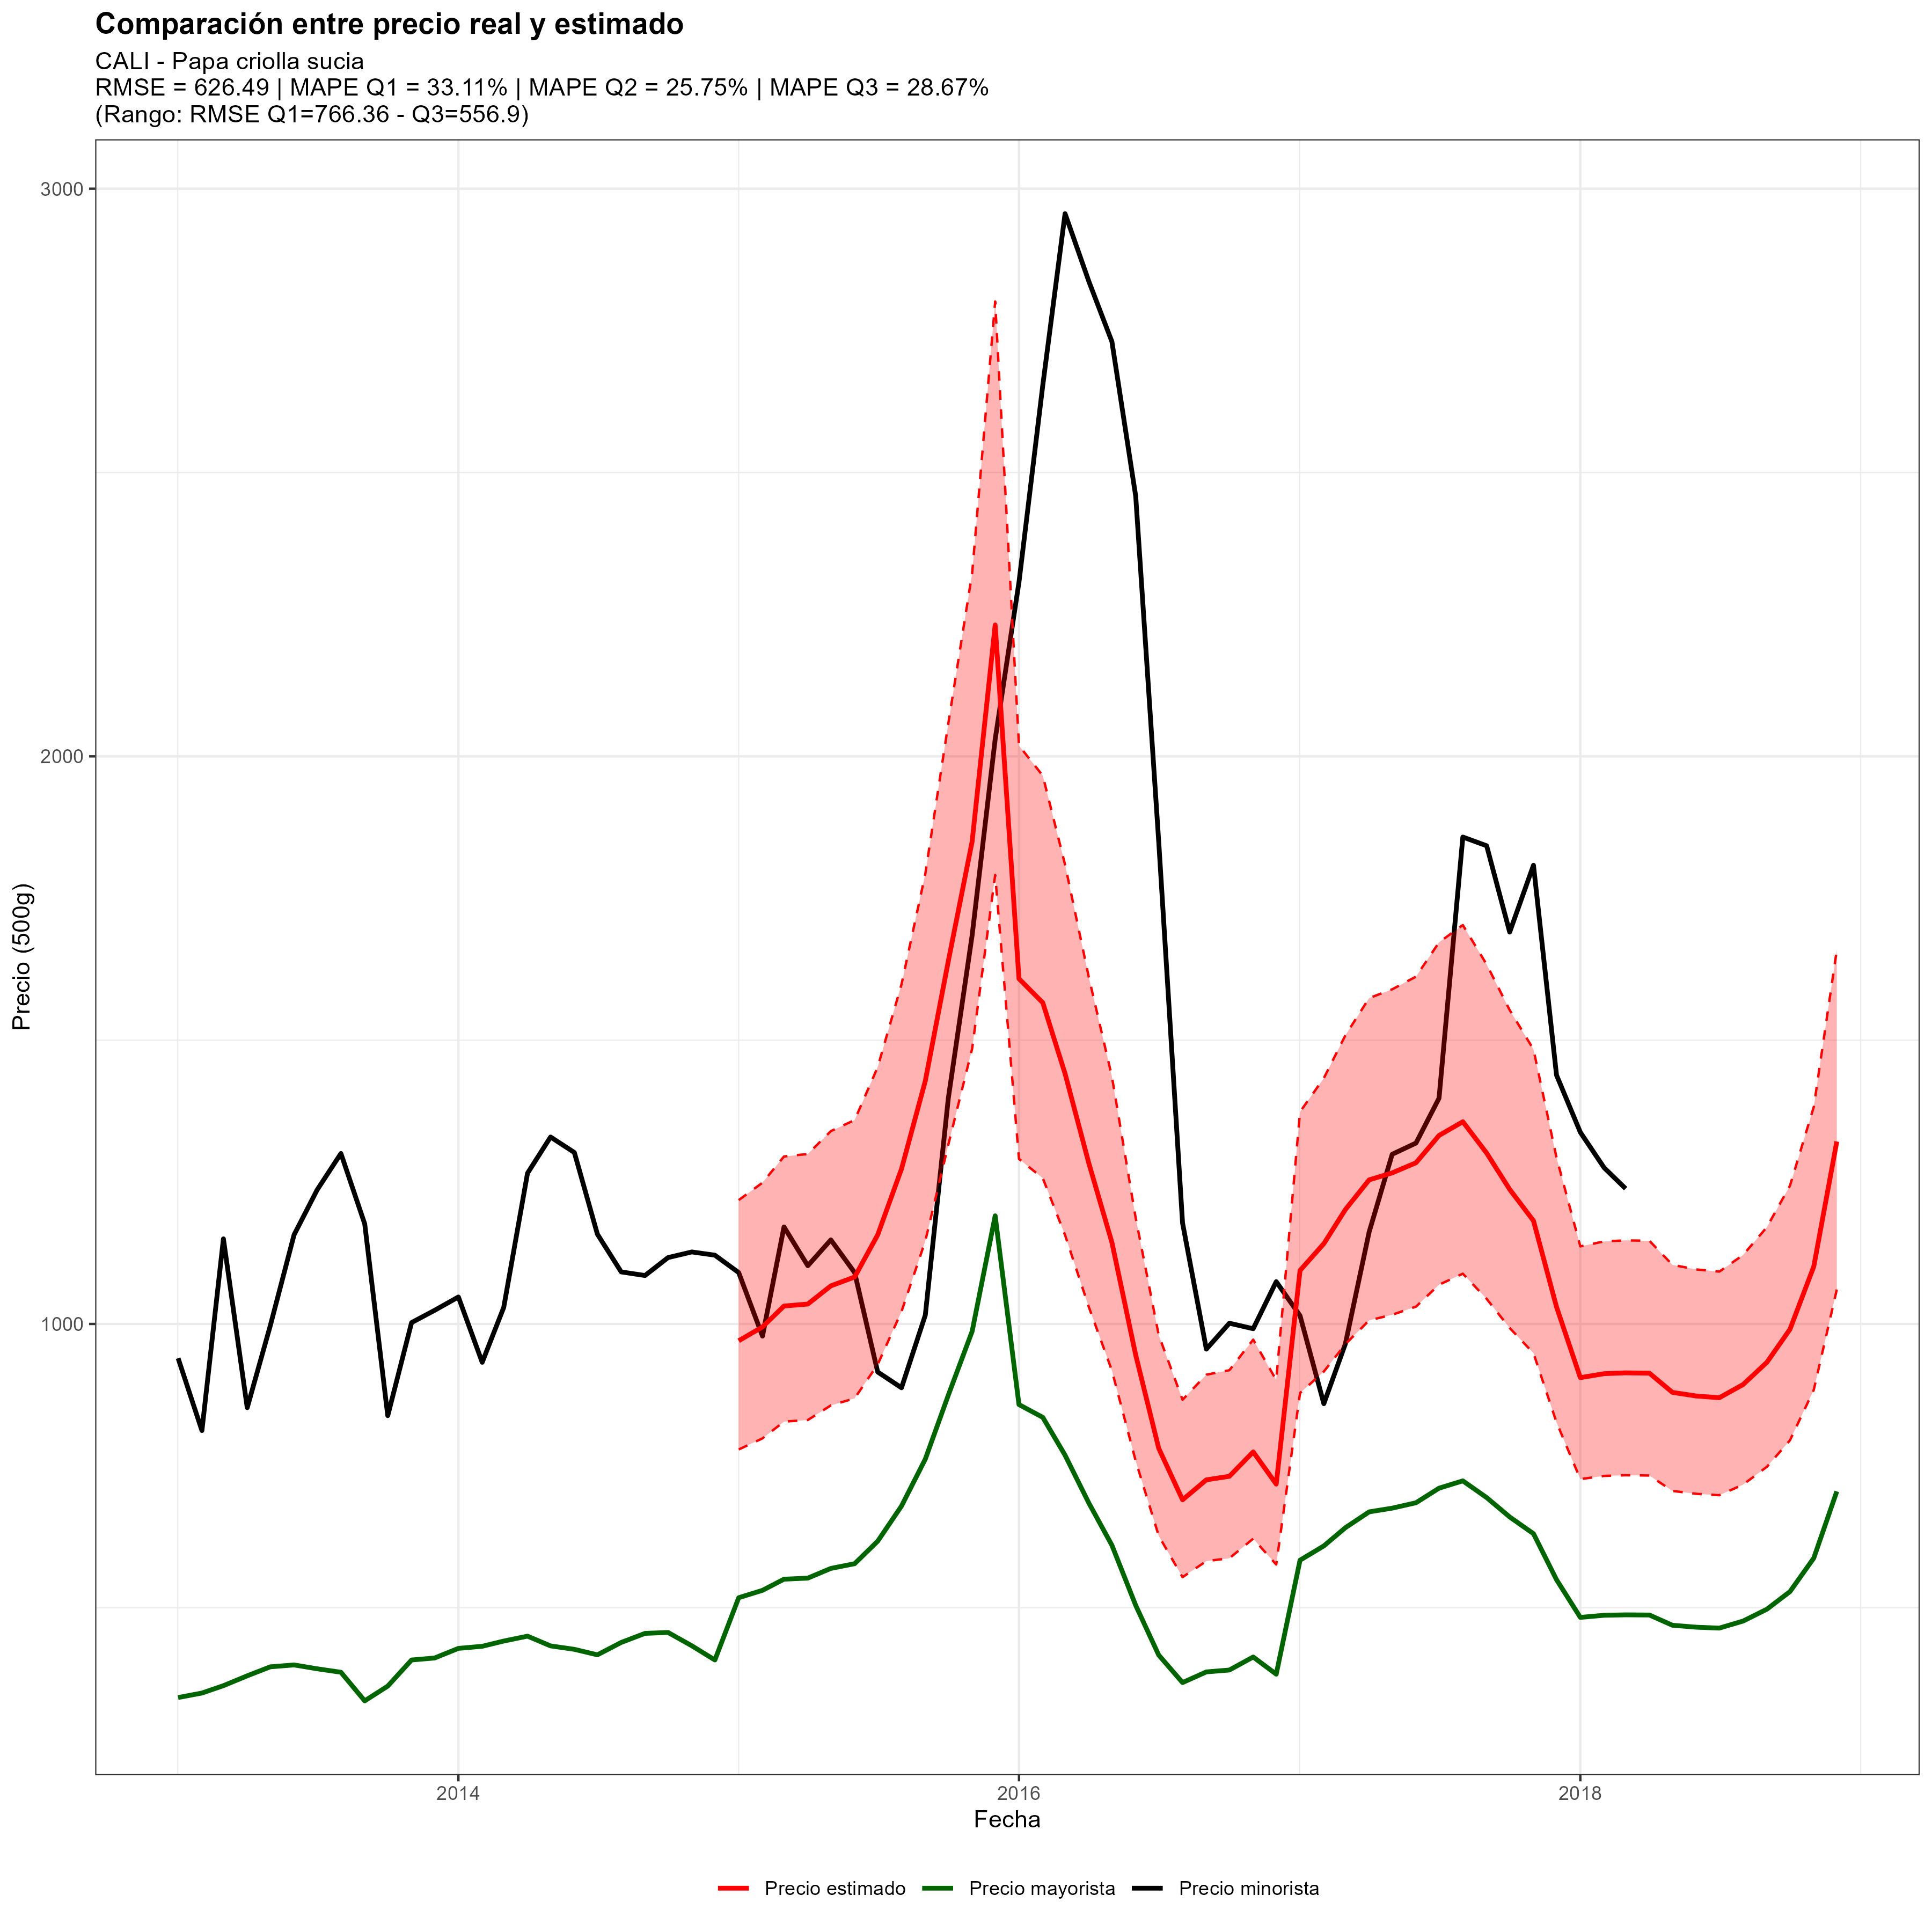 Comparación entre precio real y estimado
CALI - Papa criolla sucia
RMSE = 626.49 | MAPE Q1 = 33.11% | MAPE Q2 = 25.75% | MAPE Q3 = 28.67%
(Rango: RMSE Q1=766.36 - Q3=556.9)
3000
2000
1000
Precio (500g)
2014 2016 2018
Fecha
Precio estimado Precio mayorista Precio minorista